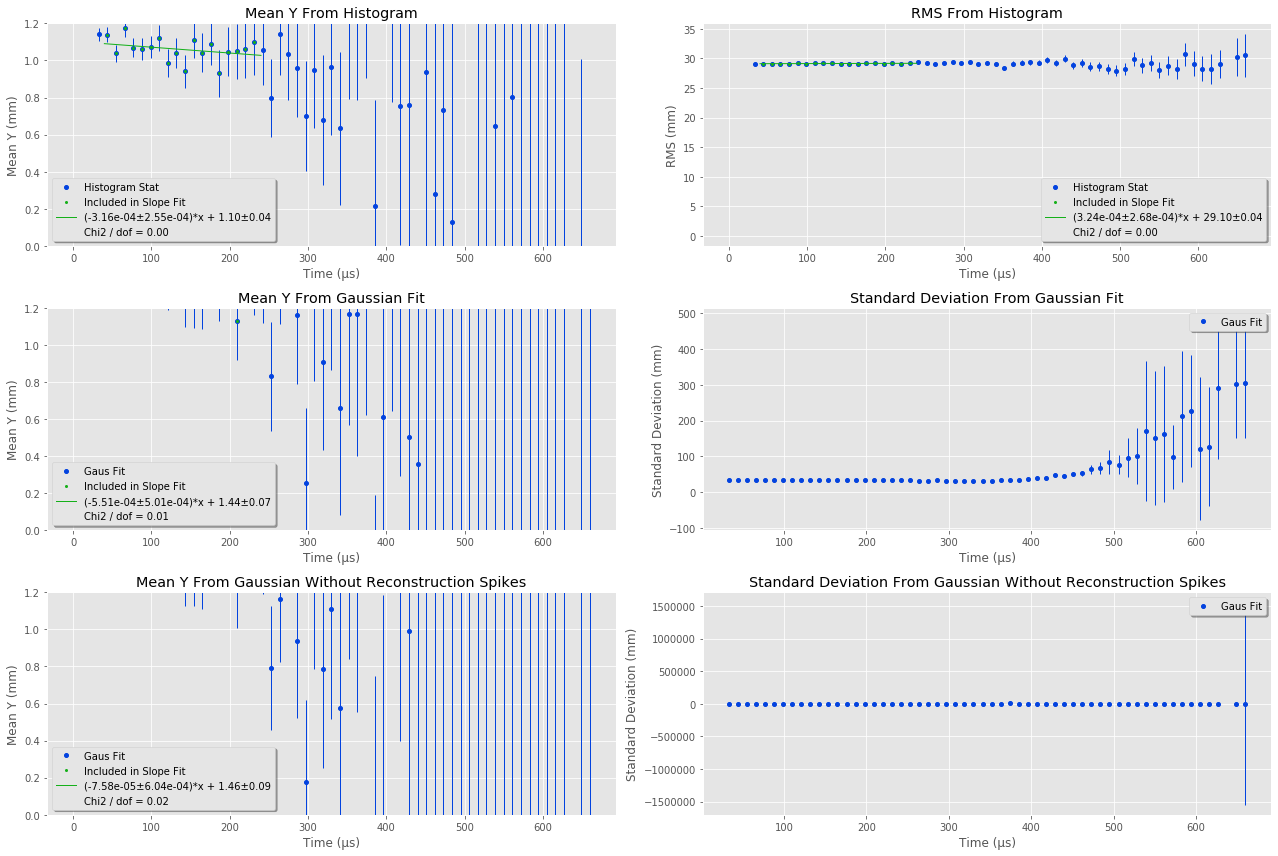 Mean Y From Histogram
Mean Y (mm)
1.2
1.0
0.8
0.6
0.4
0.2
0.0
Histogram Stat
Included in Slope Fit
(-3.16e-04±2.55e-04)*x + 1.10±0.04
Chi2 / dof = 0.00
0 100 200 300 400 500 600
Time (µs)
RMS From Histogram
RMS (mm)
35
30
25
20
15
10
5
0
Histogram Stat
Included in Slope Fit
(3.24e-04±2.68e-04)*x + 29.10±0.04
Chi2 / dof = 0.00
0 100 200 300 400 500 600
Time (µs)
Mean Y From Gaussian Fit
Mean Y (mm)
1.2
1.0
0.8
0.6
0.4
0.2
0.0
Gaus Fit
Included in Slope Fit
(-5.51e-04±5.01e-04)*x + 1.44±0.07
Chi2 / dof = 0.01
0 100 200 300 400 500 600
Time (µs)
Standard Deviation From Gaussian Fit
Standard Deviation (mm)
500
400
300
200
100
0
−100
Gaus Fit
100 200 300 400 500 600
Time (µs)
Mean Y From Gaussian Without Reconstruction Spikes
Mean Y (mm)
1.2
1.0
0.8
0.6
0.4
0.2
0.0
Gaus Fit
Included in Slope Fit
(-7.58e-05±6.04e-04)*x + 1.46±0.09
Chi2 / dof = 0.02
0 100 200 300 400 500 600
Time (µs)
Standard Deviation From Gaussian Without Reconstruction Spikes
Standard Deviation (mm)
1500000
1000000
500000
0
−500000
−1000000
−1500000
Gaus Fit
100 200 300 400 500 600
Time (µs)